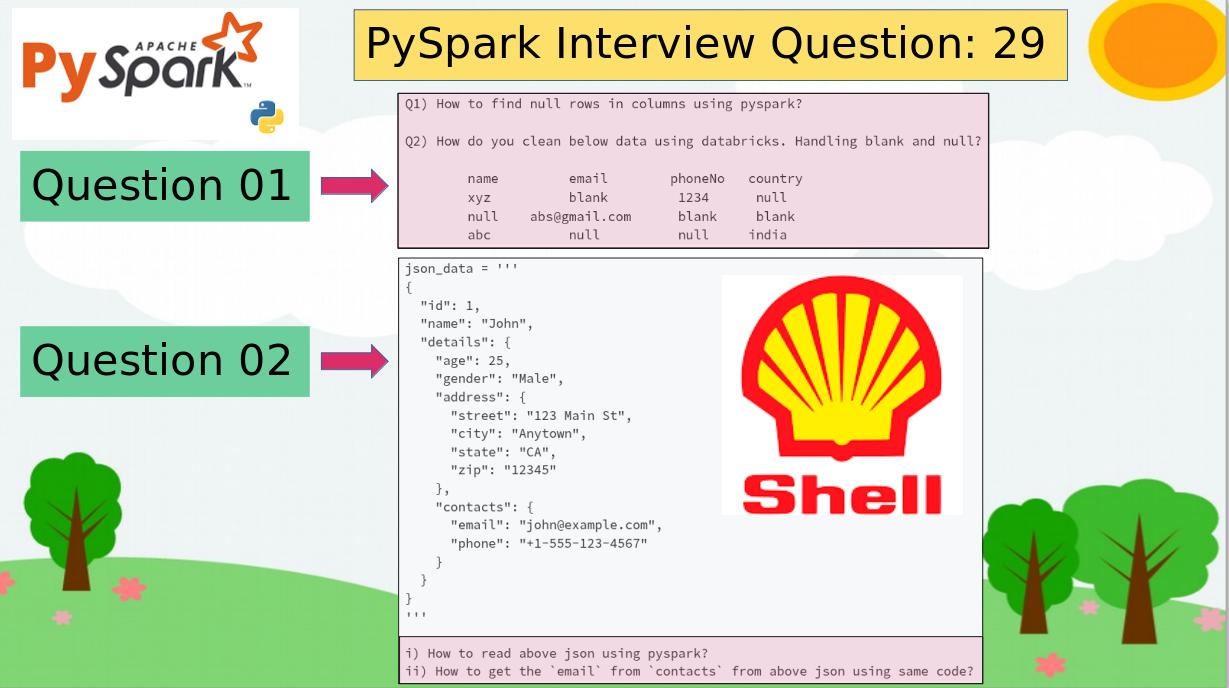 APACHE
PySpark™
PySpark Interview Question: 29
Question 01
Q1) How to find null rows in columns using pyspark?
Q2) How do you clean below data using databricks. Handling blank and null?
name email phoneNo country
xyz blank 1234 null
null abs@gmail.com blank blank
abc null null india
Question 02
json_data = '''
{
  "id": 1,
  "name": "John",
  "details": {
    "age": 25,
    "gender": "Male",
    "address": {
      "street": "123 Main St",
      "city": "Anytown",
      "state": "CA",
      "zip": "12345"
    },
    "contacts": {
      "email": "john@example.com",
      "phone": "+1-555-123-4567"
    }
  }
}
'''
Shell
i) How to read above json using pyspark?
ii) How to get the `email` from `contacts` from above json using same code?